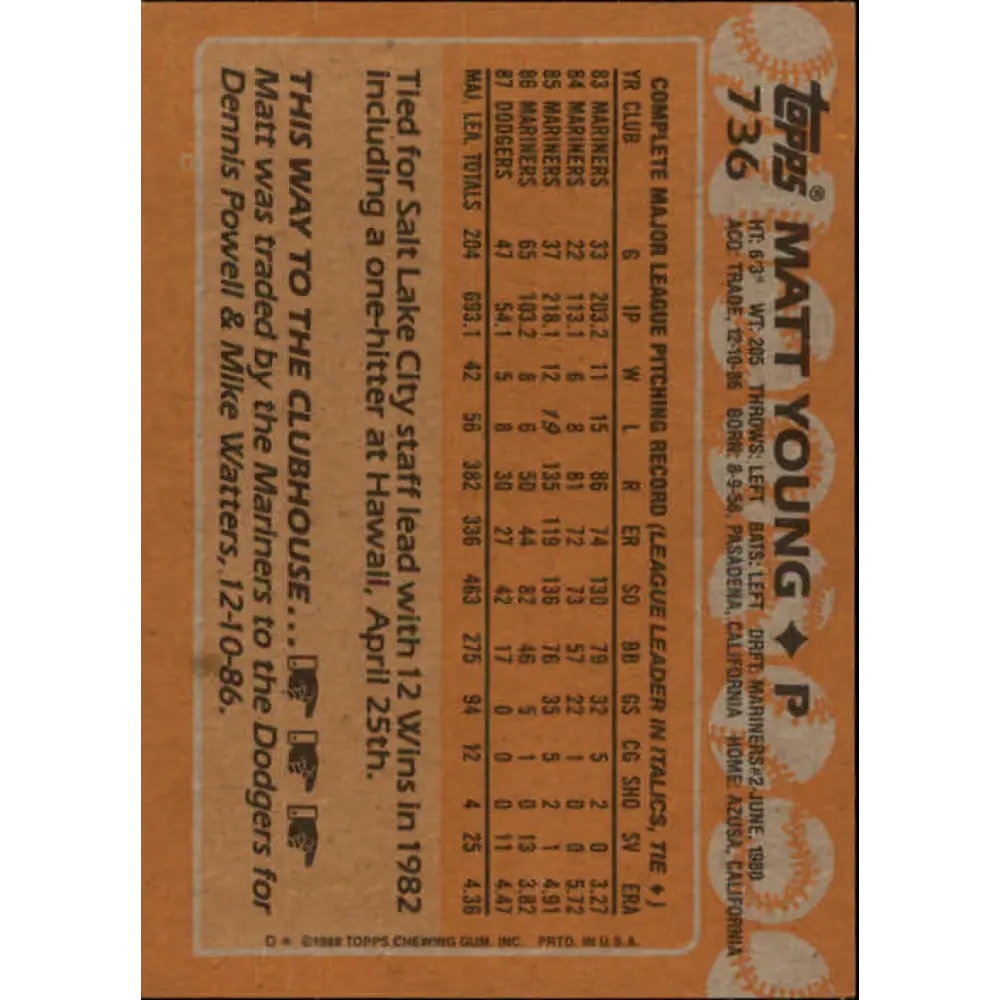 topps® MATT YOUNG ♦ P
736 HT: 6'3" WT: 205 THROWS: LEFT BATS: LEFT DRFT: MARINERS #2-JUNE, 1980
ACQ: TRADE, 12-10-86 BORN: 8-9-58, PASADENA, CALIFORNIA HOME: AZUSA, CALIFORNIA
COMPLETE MAJOR LEAGUE PITCHING RECORD (LEAGUE LEADER IN ITALICS, TIE ♦)
YR CLUB G IP W L R ER SO BB GS CG SHO SV ERA
83 MARINERS 33 203.2 11 15 86 74 130 79 32 5 2 0 3.27
84 MARINERS 22 113.1 6 8 81 72 73 57 22 1 0 0 5.72
85 MARINERS 37 218.1 12 19 135 119 136 76 35 5 2 1 4.91
86 MARINERS 65 103.2 8 6 50 44 82 46 5 1 0 13 3.82
87 DODGERS 47 54.1 5 8 30 27 42 17 0 0 0 11 4.47
MAJ. LEA. TOTALS 204 693.1 42 56 382 336 463 275 94 12 4 25 4.36
Tied for Salt Lake City staff lead with 12 Wins in 1982
including a one-hitter at Hawaii, April 25th.
THIS WAY TO THE CLUBHOUSE...
Matt was traded by the Mariners to the Dodgers for
Dennis Powell & Mike Watters, 12-10-86.
D * ©1988 TOPPS CHEWING GUM, INC. PRTD. IN U.S.A.